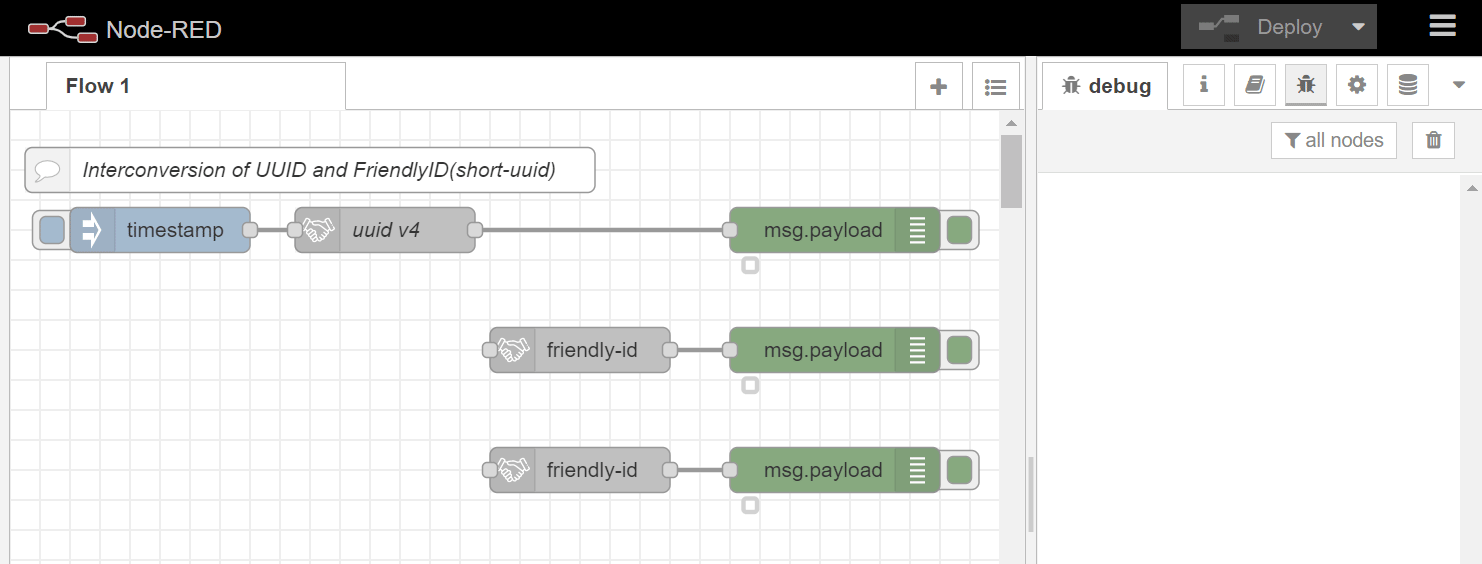 Node-RED
Deploy
Flow 1
debug
all nodes
Interconversion of UUID and FriendlyID(short-uuid)
timestamp
uuid v4
msg.payload
friendly-id
msg.payload
friendly-id
msg.payload